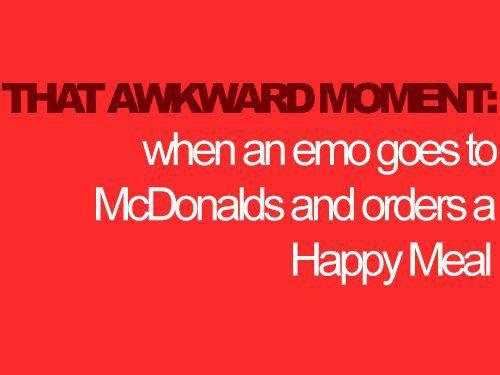 THAT AWKWARD MOMENT:
when an emo goes to
McDonalds and orders a
Happy Meal